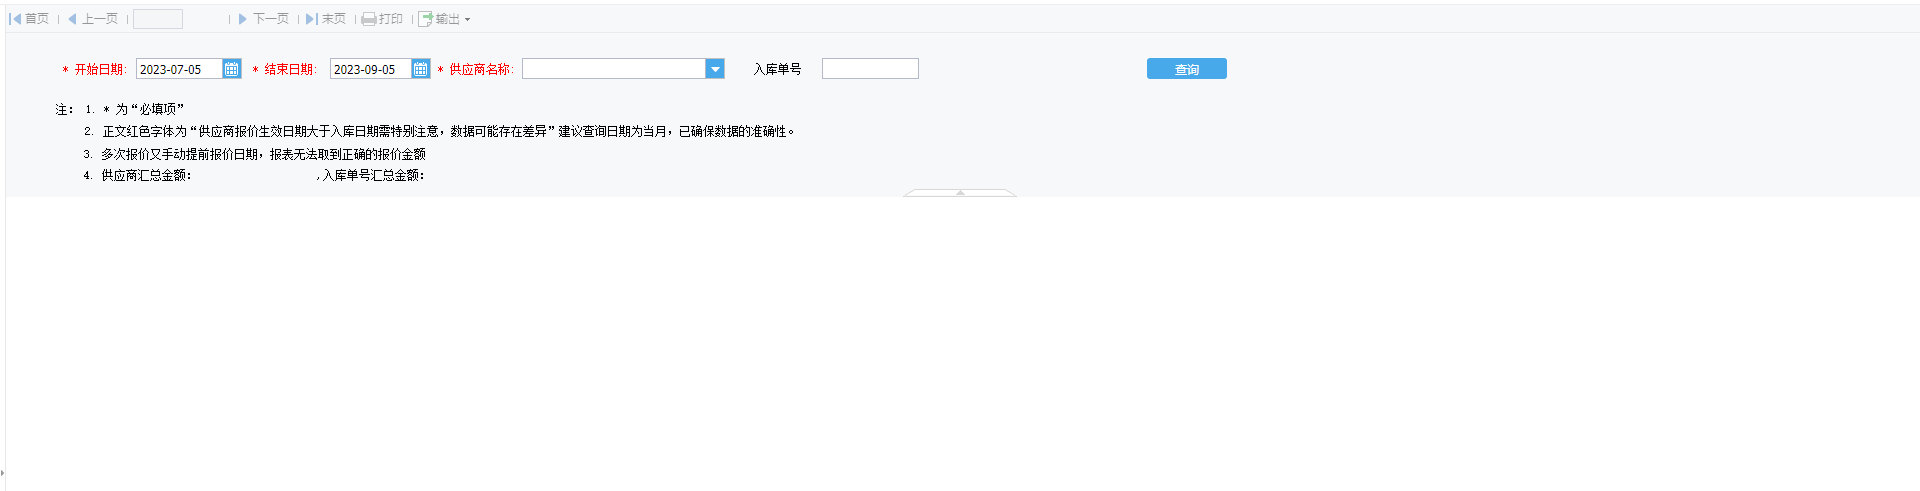 首页 上一页 下一页 末页 打印 输出
* 开始日期: 2023-07-05 * 结束日期: 2023-09-05 * 供应商名称: 入库单号 查询
注: 1. * 为“必填项”
2. 正文红色字体为“供应商报价生效日期大于入库日期需特别注意，数据可能存在差异”建议查询日期为当月，已确保数据的准确性。
3. 多次报价又手动提前报价日期，报表无法取到正确的报价金额
4. 供应商汇总金额: ,入库单号汇总金额: